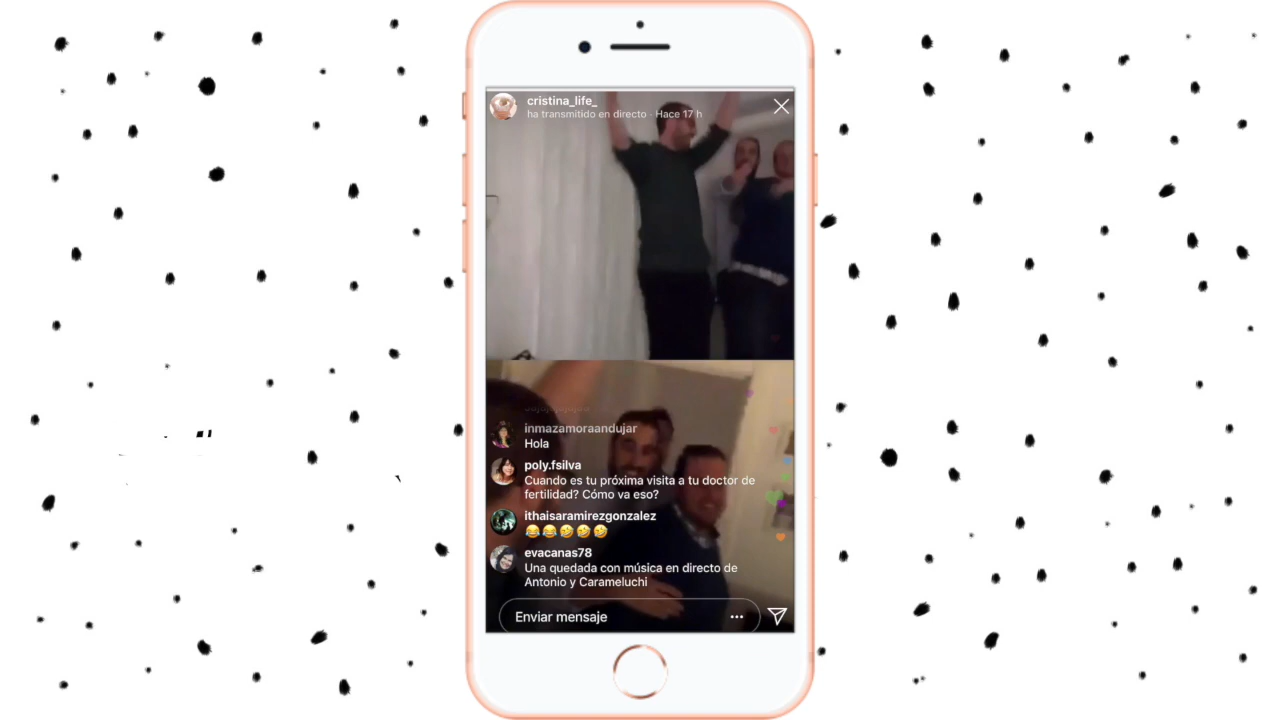 cristina_life_
ha transmitido en directo · Hace 17 h
inmazamoraandujar
Hola
poly.fsilva
Cuando es tu próxima visita a tu doctor de
fertilidad? Cómo va eso?
ithaisaramirezgonzalez
😂😂🤣🤣🤣
evacanas78
Una quedada con música en directo de
Antonio y Carameluchi
Enviar mensaje